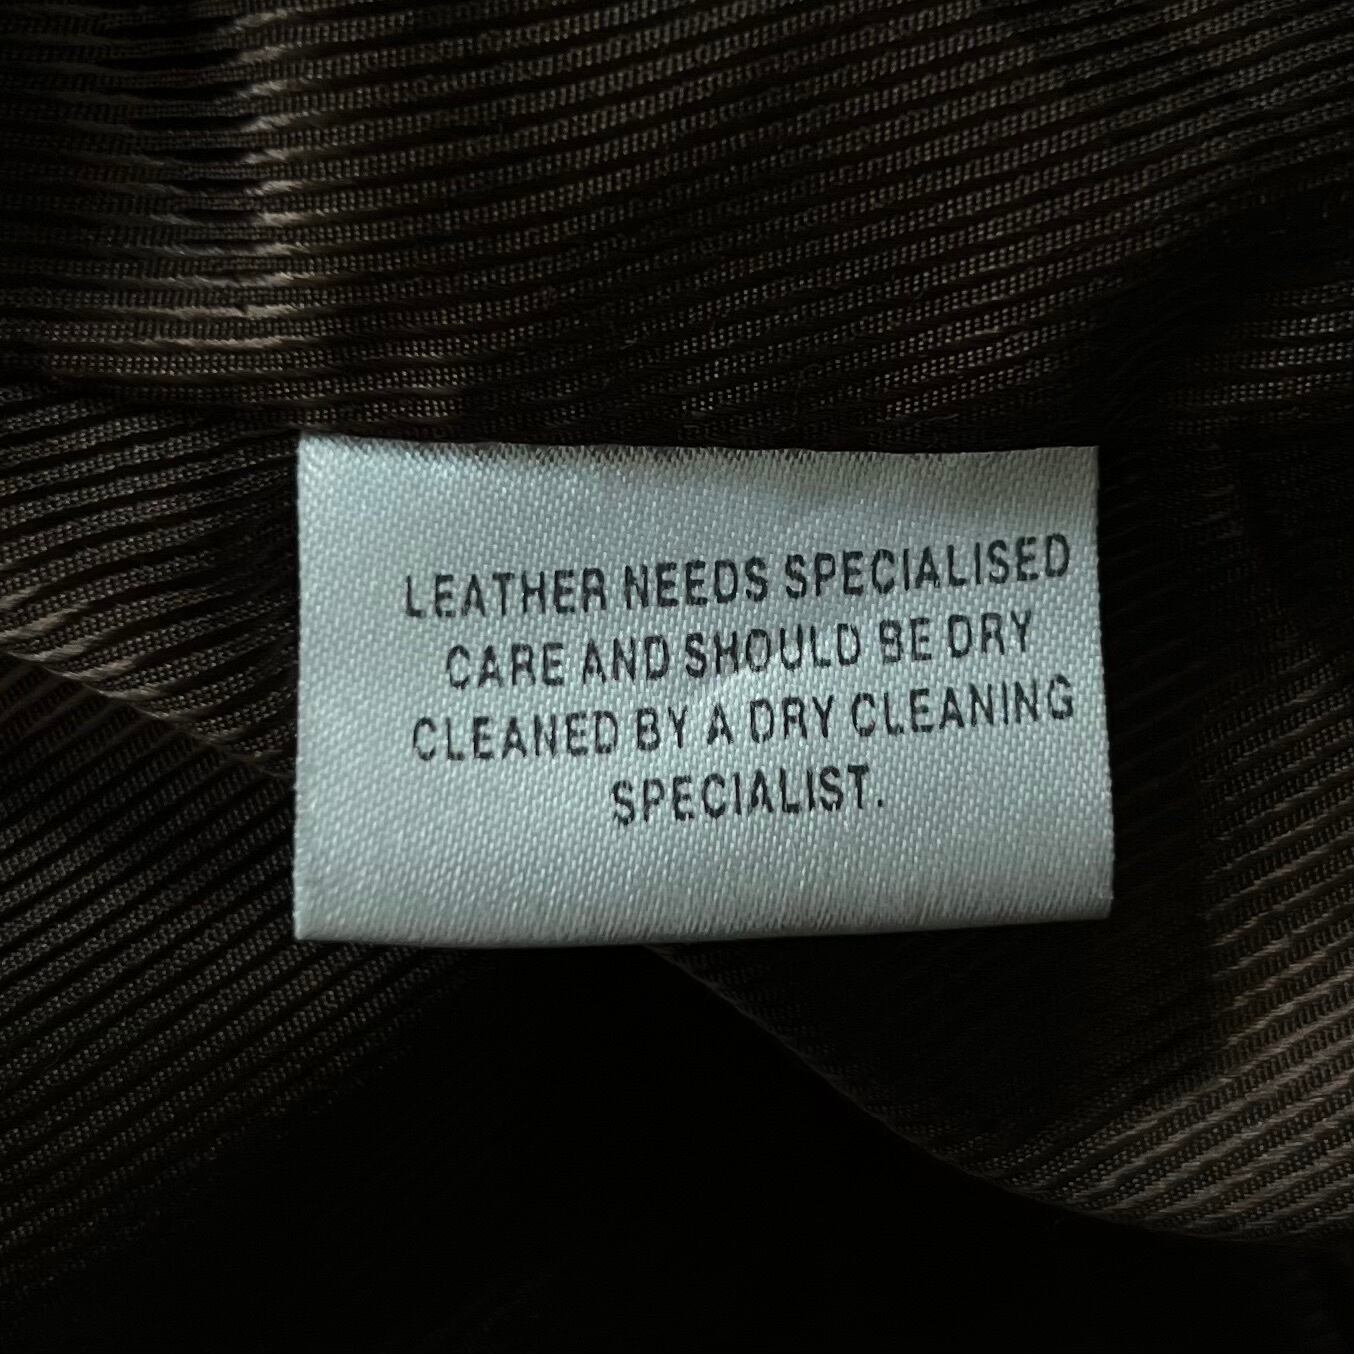 LEATHER NEEDS SPECIALISED
CARE AND SHOULD BE DRY
CLEANED BY A DRY CLEANING
SPECIALIST.